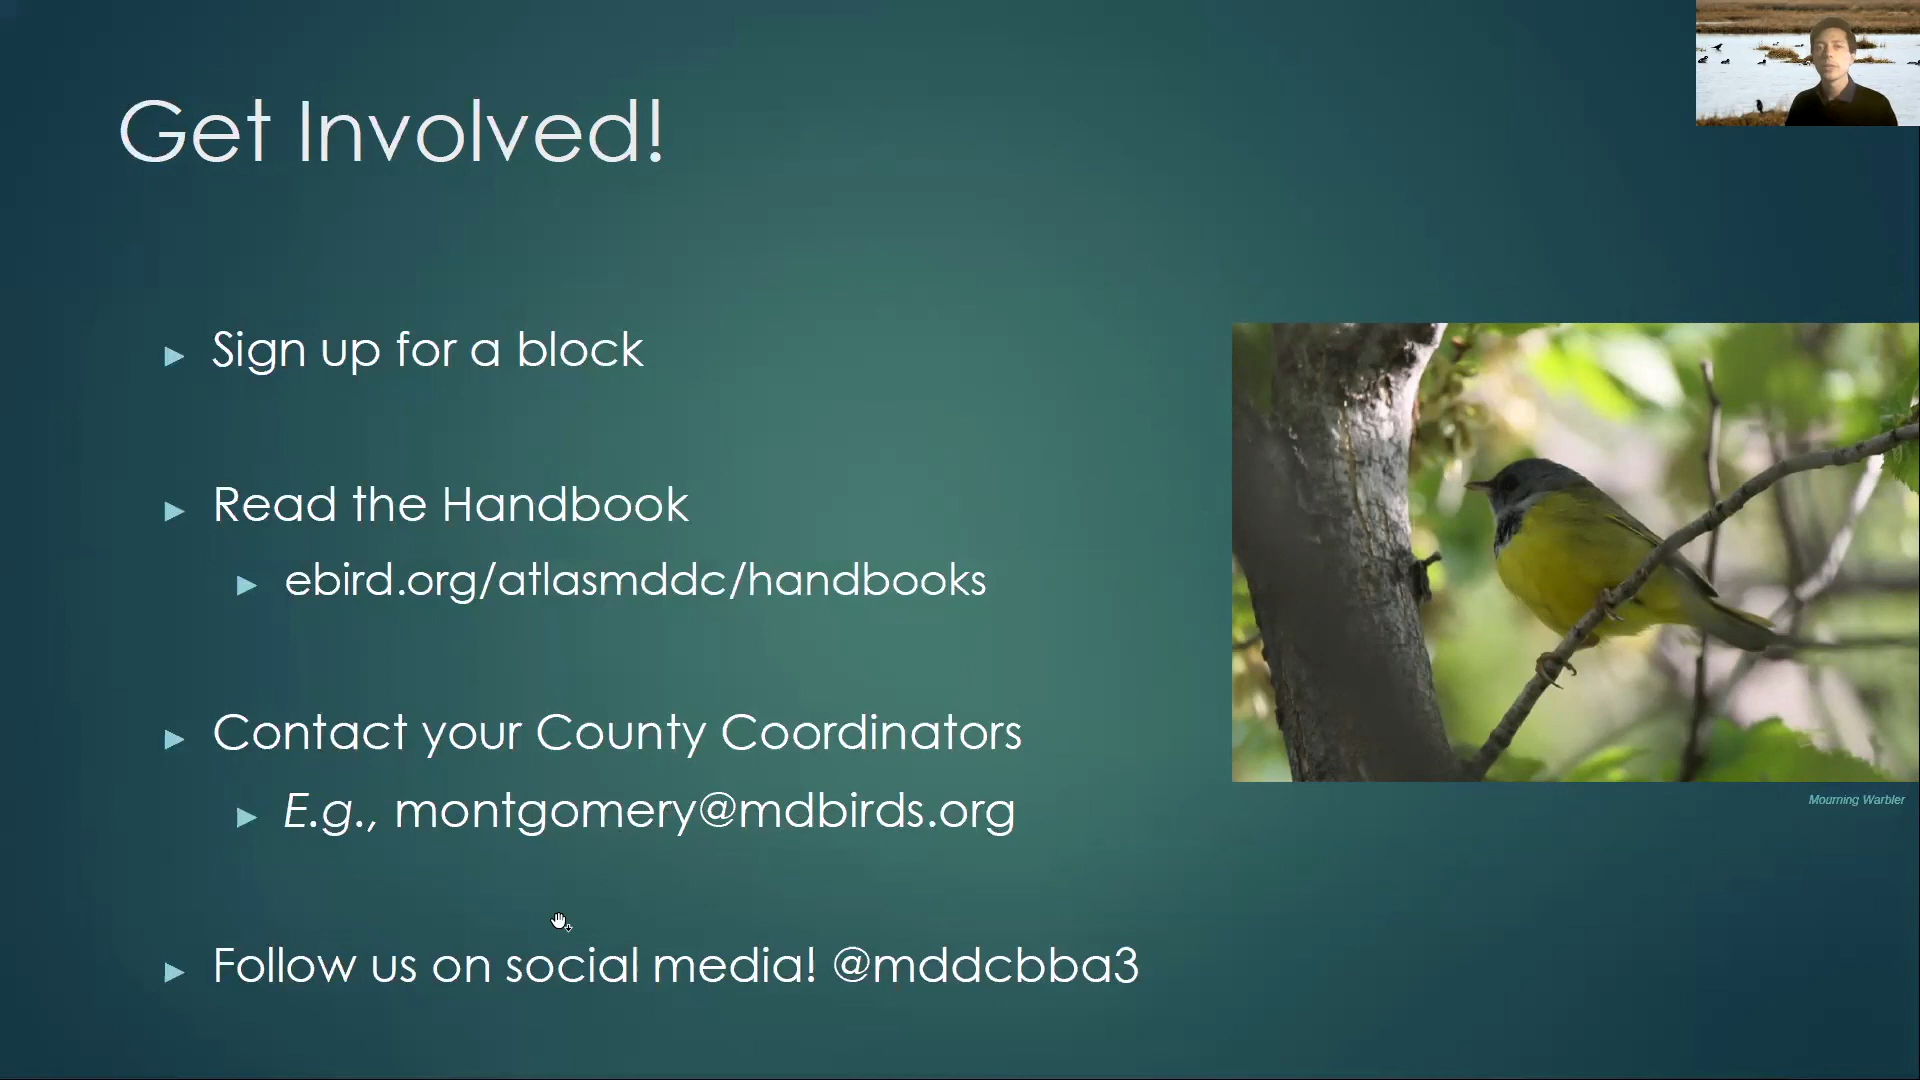 Get Involved!
Sign up for a block
Read the Handbook
ebird.org/atlasmddc/handbooks
Contact your County Coordinators
E.g., montgomery@mdbirds.org
Follow us on social media! @mddcbba3
Mourning Warbler